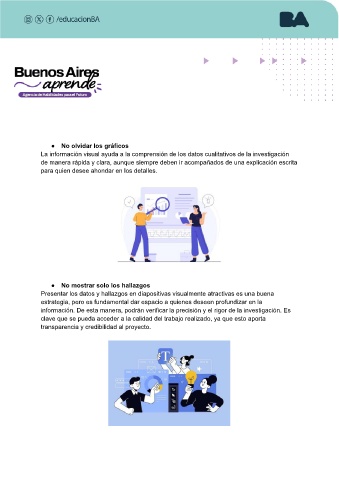 /educacionBA
BA
Buenos Aires
aprende
Agencia de Habilidades para el Futuro
● No olvidar los gráficos
La información visual ayuda a la comprensión de los datos cualitativos de la investigación
de manera rápida y clara, aunque siempre deben ir acompañados de una explicación escrita
para quien desee ahondar en los detalles.
● No mostrar solo los hallazgos
Presentar los datos y hallazgos en diapositivas visualmente atractivas es una buena
estrategia, pero es fundamental dar espacio a quienes deseen profundizar en la
información. De esta manera, podrán verificar la precisión y el rigor de la investigación. Es
clave que se pueda acceder a la calidad del trabajo realizado, ya que esto aporta
transparencia y credibilidad al proyecto.
T